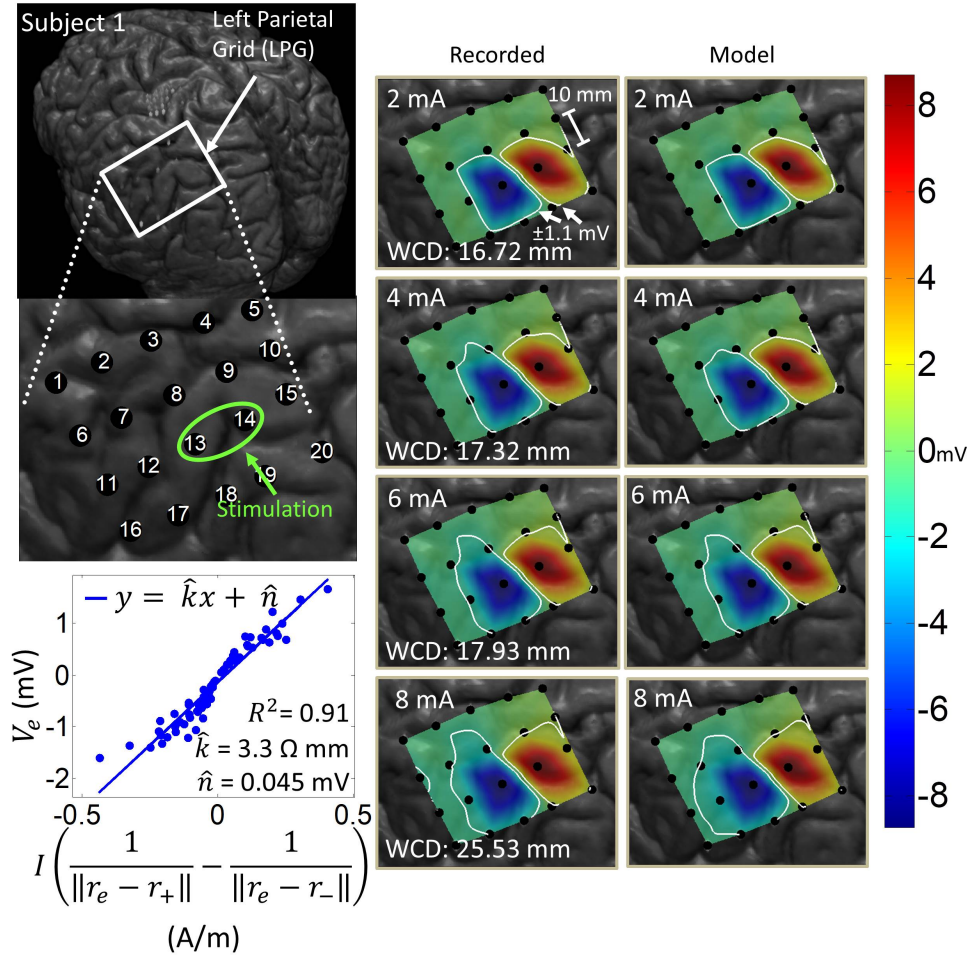 Subject 1
Left Parietal
Grid (LPG)
1
2
3
4
5
6
7
8
9
10
11
12
13
14
15
16
17
18
19
20
Stimulation
y = k̂x + n̂
R² = 0.91
k̂ = 3.3 Ω mm
n̂ = 0.045 mV
Vₑ (mV)
1
0
-1
-2
-0.5
0
0.5
I ( 1 / ‖rₑ − r₊‖ − 1 / ‖rₑ − r₋‖ )
(A/m)
Recorded
Model
2 mA
10 mm
±1.1 mV
WCD: 16.72 mm
2 mA
4 mA
WCD: 17.32 mm
4 mA
6 mA
WCD: 17.93 mm
6 mA
8 mA
WCD: 25.53 mm
8 mA
8
6
4
2
0mV
-2
-4
-6
-8